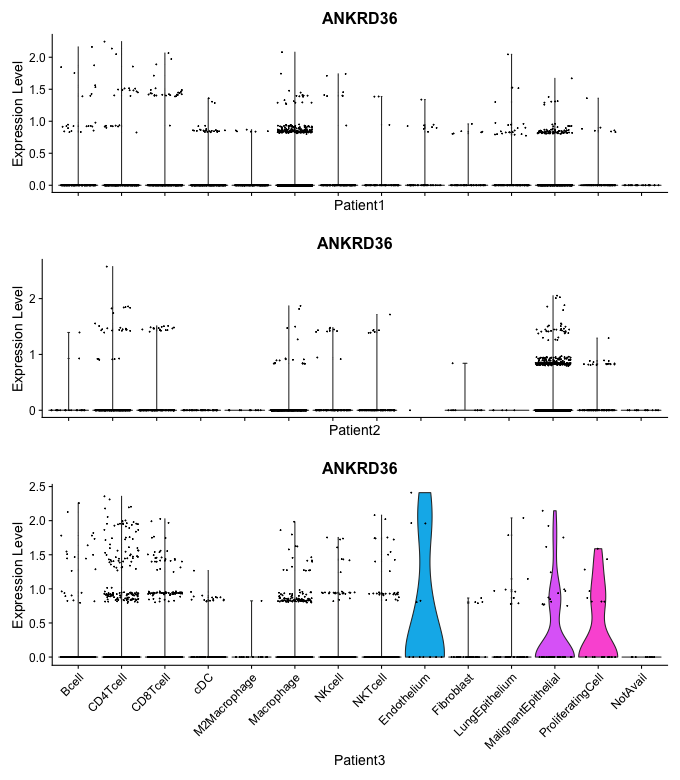 ANKRD36
Expression Level
2.0
1.5
1.0
0.5
0.0
Patient1
ANKRD36
Expression Level
2
1
0
Patient2
ANKRD36
Expression Level
2.5
2.0
1.5
1.0
0.5
0.0
Bcell
CD4Tcell
CD8Tcell
cDC
M2Macrophage
Macrophage
NKcell
NKTcell
Endothelium
Fibroblast
LungEpithelium
MalignantEpithelial
ProliferatingCell
NotAvail
Patient3